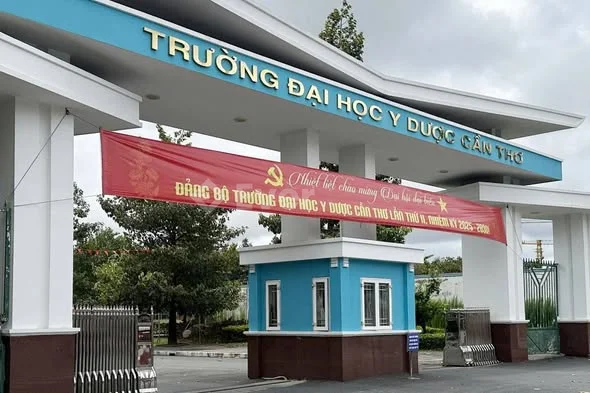 TRƯỜNG ĐẠI HỌC Y DƯỢC CẦN THƠ
Nhiệt liệt chào mừng Đại hội đại biểu
ĐẢNG BỘ TRƯỜNG ĐẠI HỌC Y DƯỢC CẦN THƠ LẦN THỨ II, NHIỆM KỲ 2025 - 2030